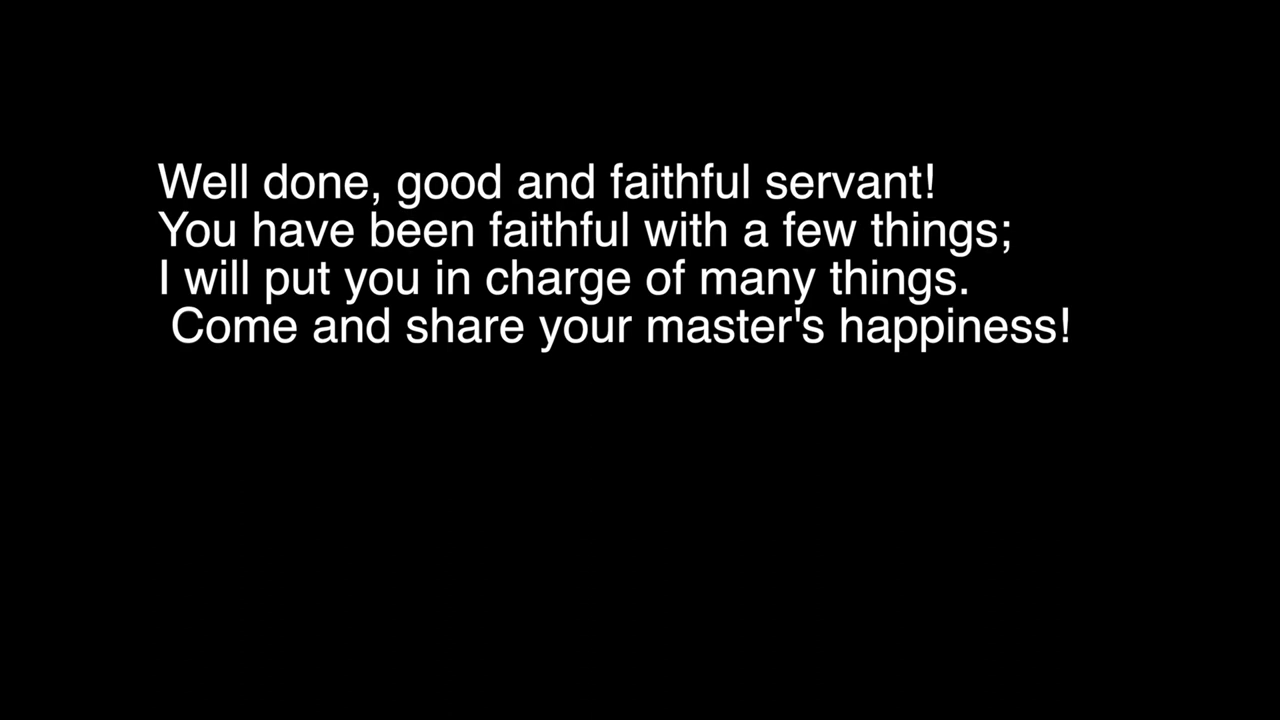 Well done, good and faithful servant!
You have been faithful with a few things;
I will put you in charge of many things.
Come and share your master's happiness!